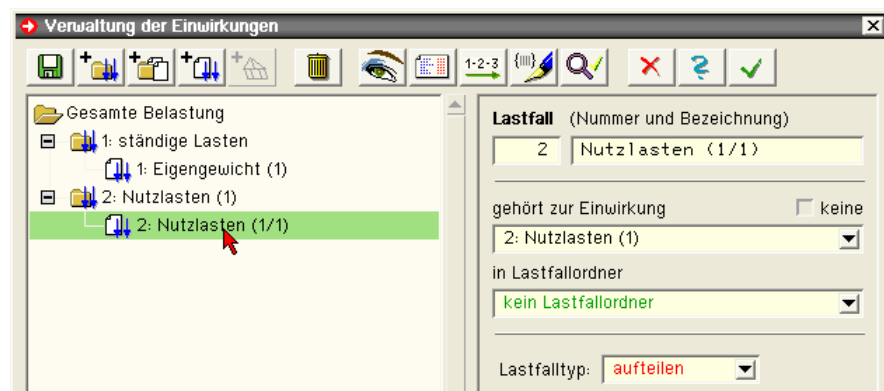 Verwaltung der Einwirkungen
1-2-3
Gesamte Belastung
1: ständige Lasten
1: Eigengewicht (1)
2: Nutzlasten (1)
2: Nutzlasten (1/1)
Lastfall (Nummer und Bezeichnung)
2 Nutzlasten (1/1)
gehört zur Einwirkung keine
2: Nutzlasten (1)
in Lastfallordner
kein Lastfallordner
Lastfalltyp: aufteilen